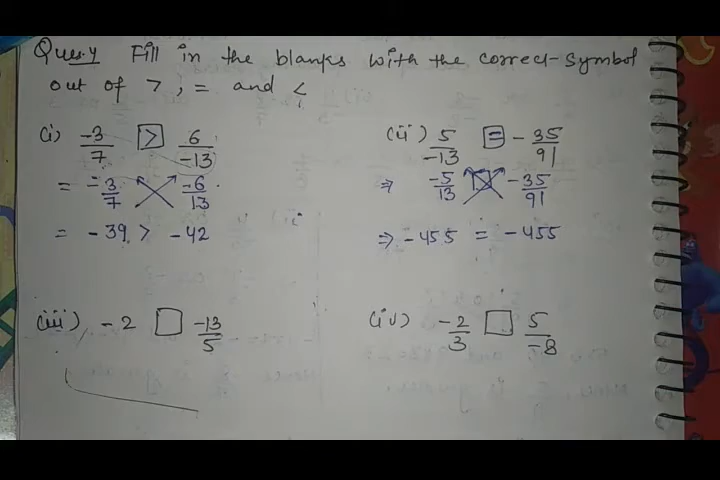 Query Fill in the blanks with the correct-Symbol
out of >, = and <
(i) -3/7 > 6/-13
= -3/7 -6/13
= -39 > -42
(ii) 5/-13 = -35/91
⇒ -5/13 □ -35/91
⇒ -455 = -455
(iii) -2 □ -13/5
(iv) -2/3 □ 5/-8